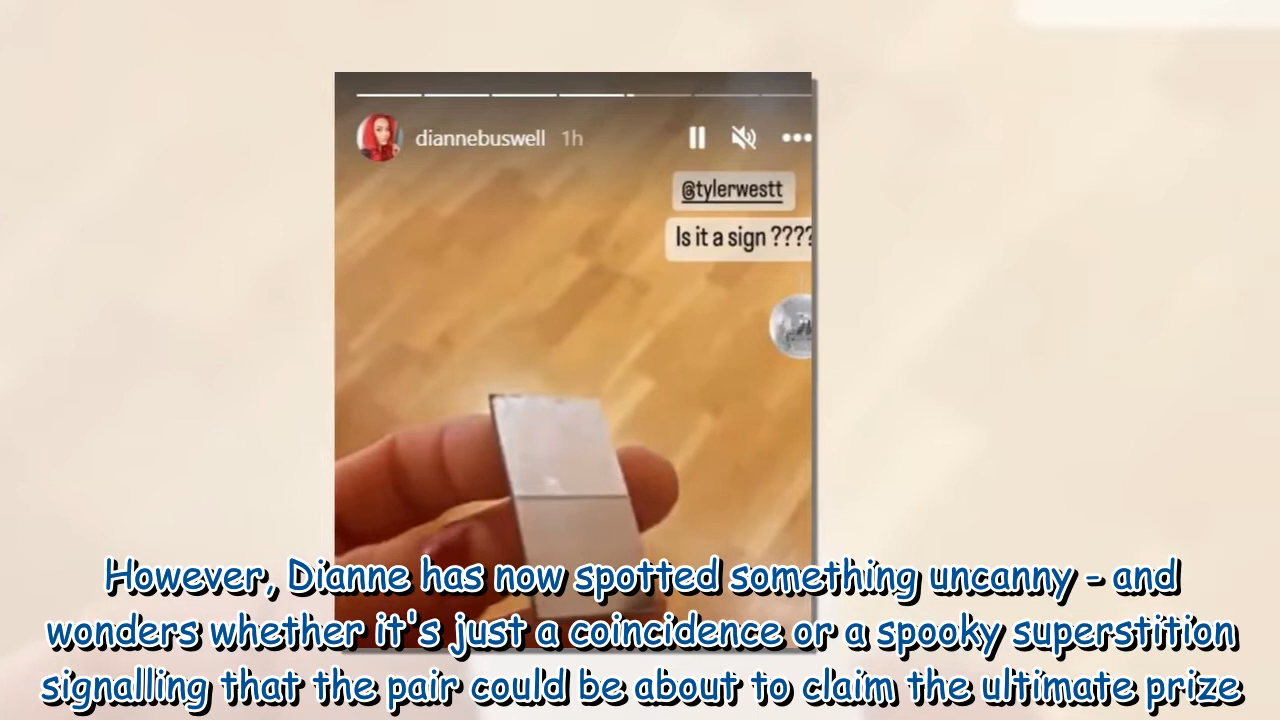 diannebuswell 1h
@tylerwestt
Is it a sign ????
However, Dianne has now spotted something uncanny - and
wonders whether it's just a coincidence or a spooky superstition
signalling that the pair could be about to claim the ultimate prize